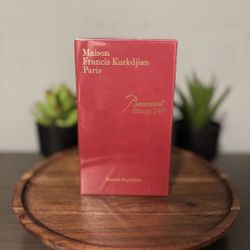 Maison
Francis Kurkdjian
Paris
Baccarat
Rouge 540
Extrait de parfum